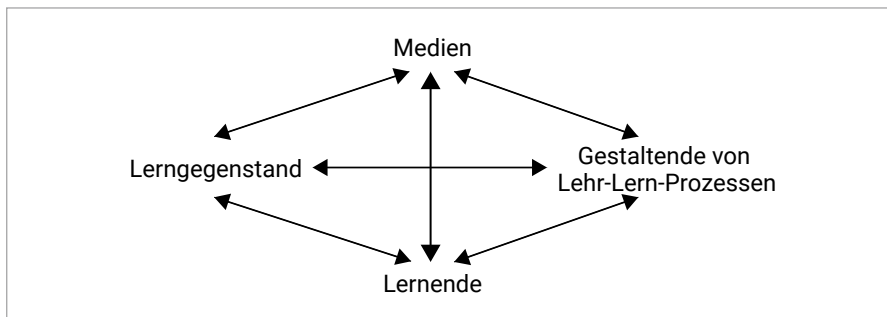 Medien
Lerngegenstand
Gestaltende von
Lehr-Lern-Prozessen
Lernende